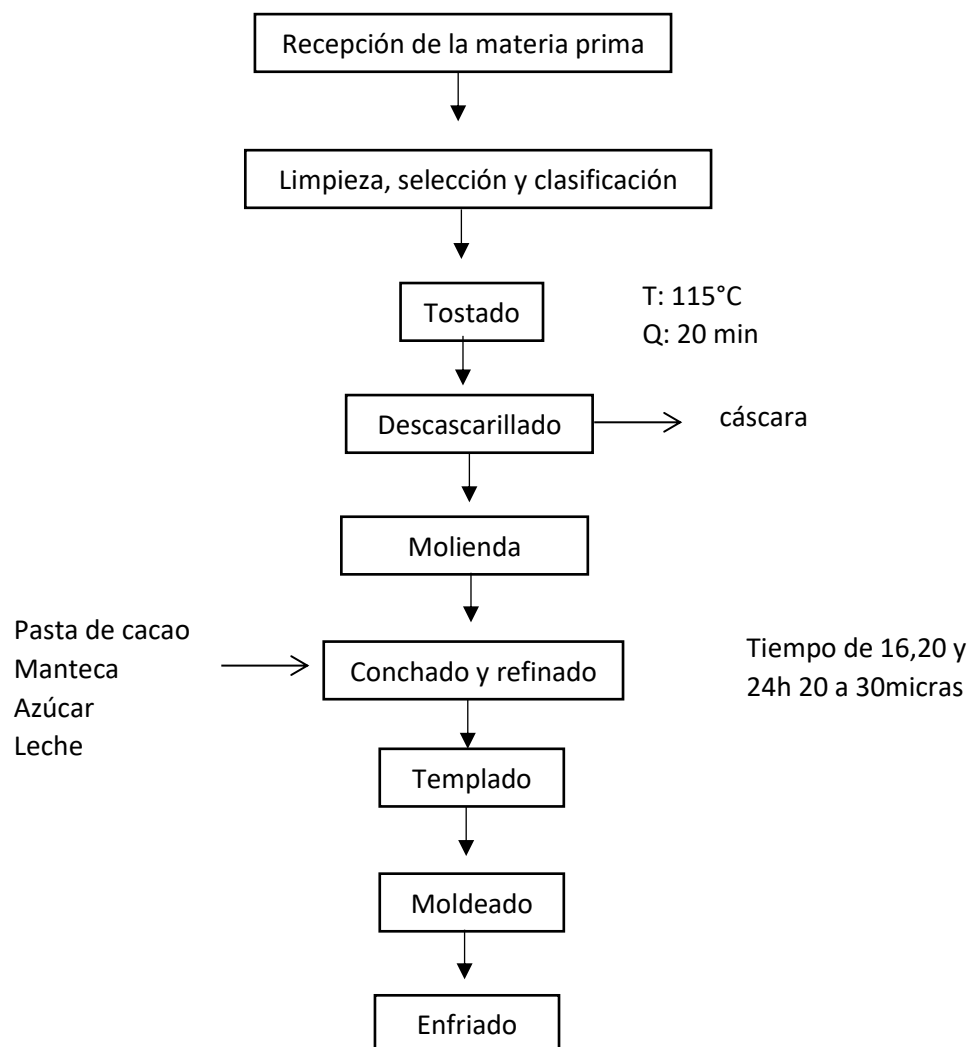 Recepción de la materia prima
Limpieza, selección y clasificación
Tostado
T: 115°C
Q: 20 min
Descascarillado
cáscara
Molienda
Pasta de cacao
Manteca
Azúcar
Leche
Conchado y refinado
Tiempo de 16,20 y
24h 20 a 30micras
Templado
Moldeado
Enfriado